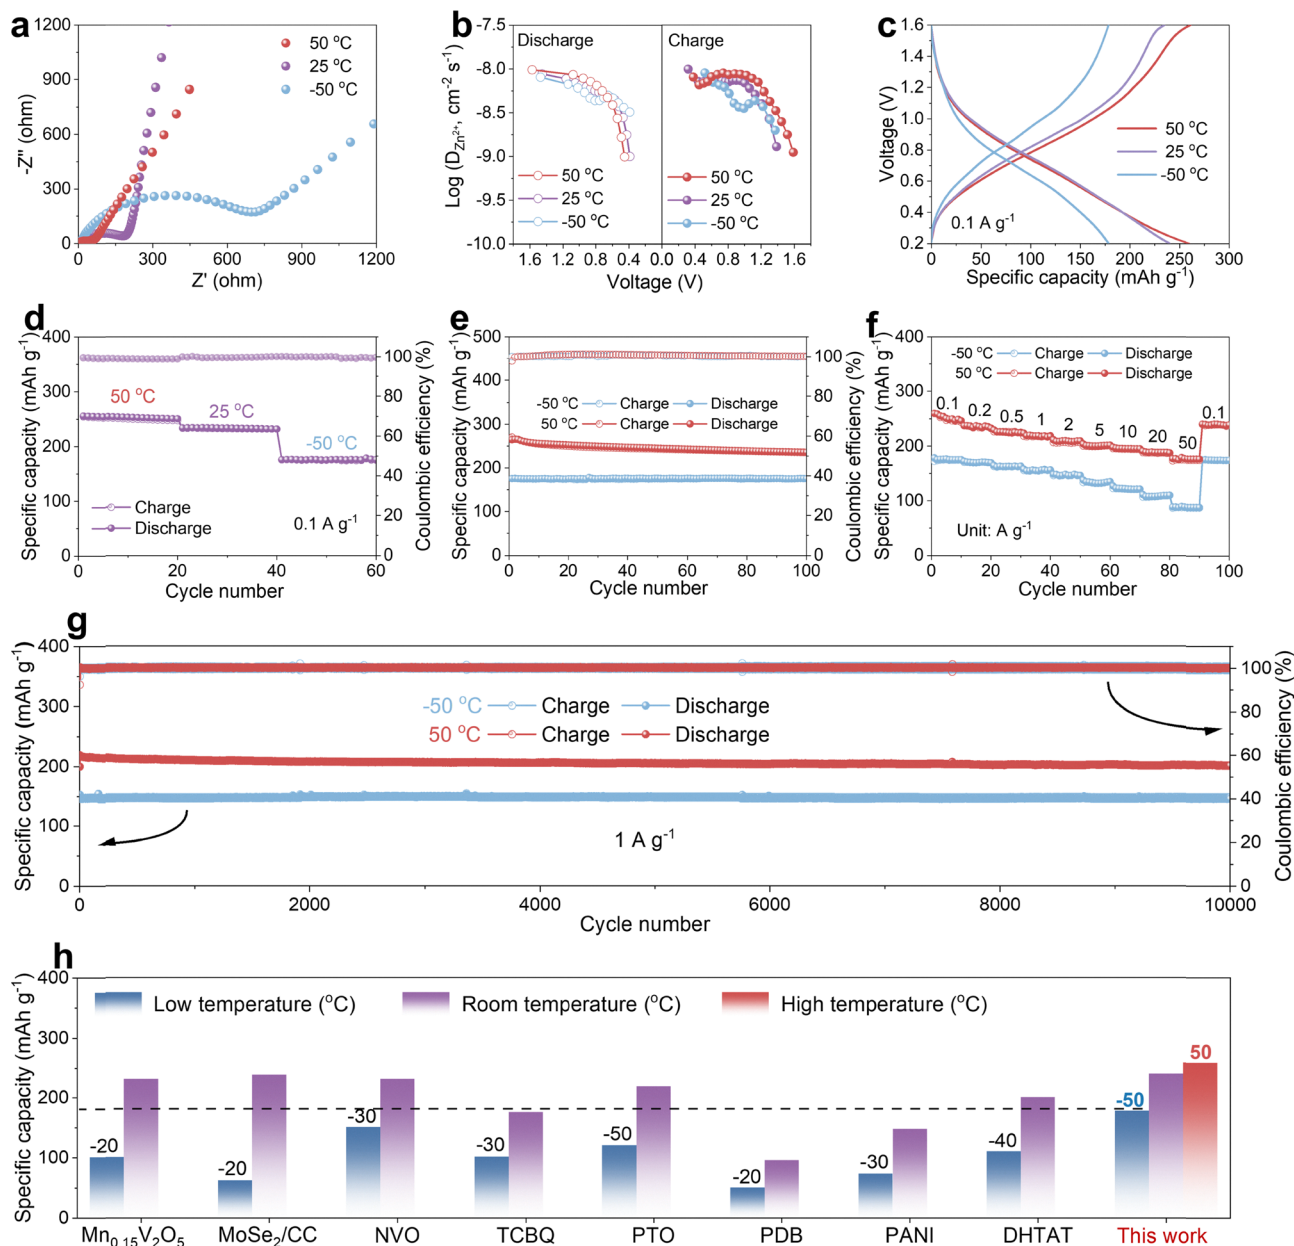 a
1200
900
600
300
0
-Z'' (ohm)
50 °C
25 °C
-50 °C
0 300 600 900 1200
Z' (ohm)
b
-7.5
-8.0
-8.5
-9.0
-10.0
Log (D_Zn²⁺, cm⁻² s⁻¹)
Discharge
Charge
50 °C
25 °C
-50 °C
50 °C
25 °C
-50 °C
1.6 1.2 0.8 0.4 0.0 0.4 0.8 1.2 1.6
Voltage (V)
c
1.6
1.4
1.2
1.0
0.8
0.6
0.4
0.2
Voltage (V)
50 °C
25 °C
-50 °C
0.1 A g⁻¹
0 50 100 150 200 250 300
Specific capacity (mAh g⁻¹)
d
400
300
200
100
0
Specific capacity (mAh g⁻¹)
50 °C
25 °C
-50 °C
Charge
Discharge
0.1 A g⁻¹
100
80
60
40
20
0
Coulombic efficiency (%)
0 20 40 60
Cycle number
e
500
450
400
350
300
250
200
150
100
50
0
Specific capacity (mAh g⁻¹)
-50 °C Charge Discharge
50 °C Charge Discharge
100
80
60
40
20
0
Coulombic efficiency (%)
0 20 40 60 80 100
Cycle number
f
400
300
200
100
0
Specific capacity (mAh g⁻¹)
-50 °C Charge Discharge
50 °C Charge Discharge
0.1 0.2 0.5 1 2 5 10 20 50 0.1
Unit: A g⁻¹
0 20 40 60 80 100
Cycle number
g
400
300
200
100
0
Specific capacity (mAh g⁻¹)
-50 °C Charge Discharge
50 °C Charge Discharge
1 A g⁻¹
100
80
60
40
20
0
Coulombic efficiency (%)
0 2000 4000 6000 8000 10000
Cycle number
h
400
300
200
100
0
Specific capacity (mAh g⁻¹)
Low temperature (°C) Room temperature (°C) High temperature (°C)
-20 -20 -30 -30 -50 -20 -30 -40 -50 50
Mn₀.₁₅V₂O₅ MoSe₂/CC NVO TCBQ PTO PDB PANI DHTAT This work